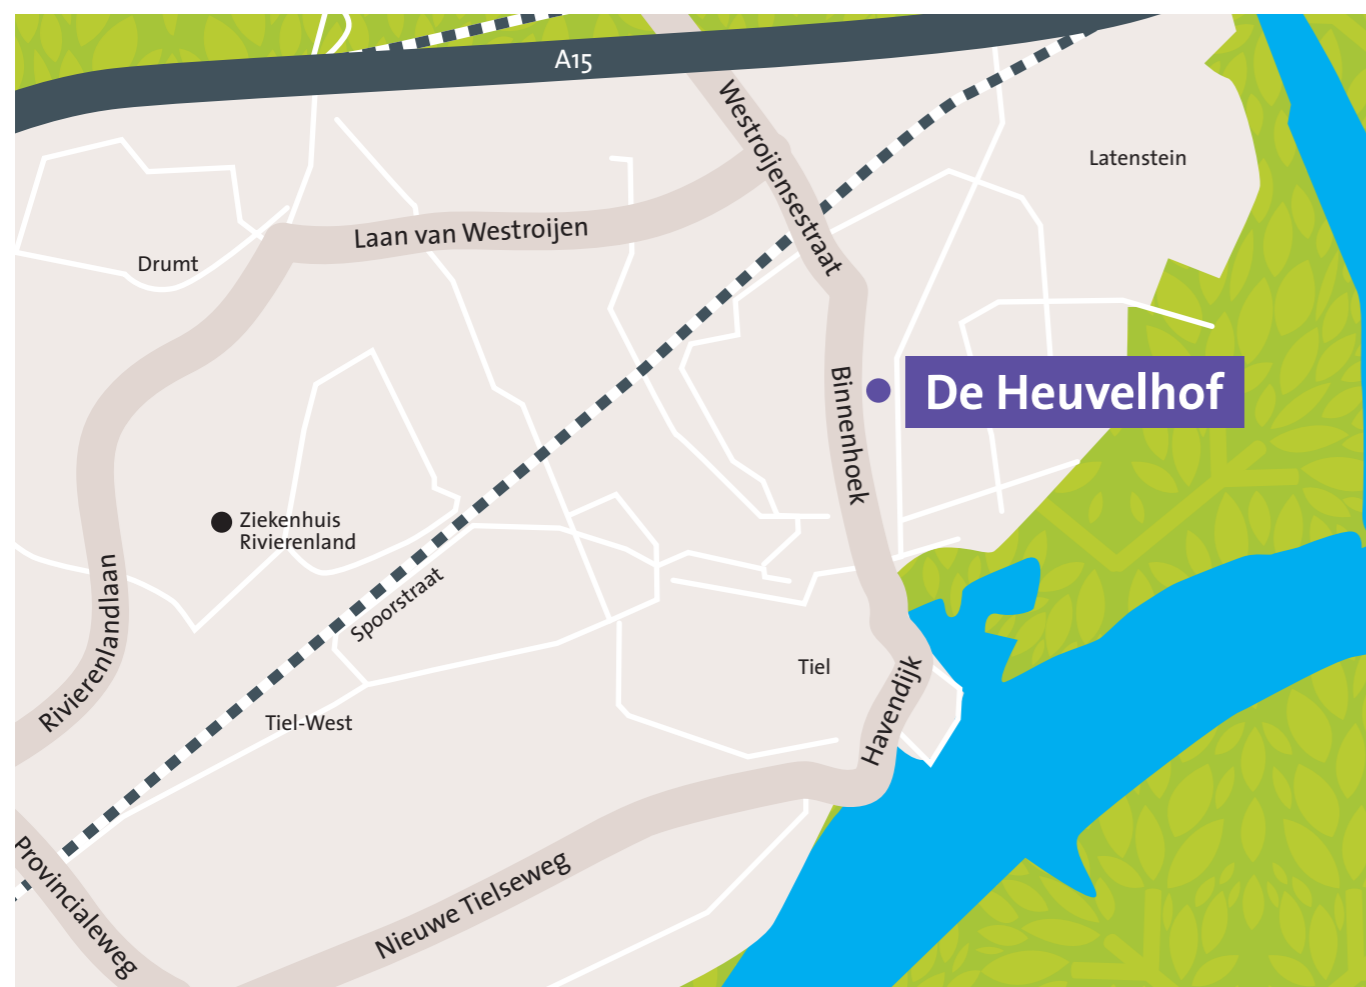 A15
Westroijensestraat
Latenstein
Laan van Westroijen
Drumt
De Heuvelhof
Binnenhoek
Ziekenhuis
Rivierenland
Rivierenlandlaan
Spoorstraat
Tiel
Havendijk
Tiel-West
Provincialeweg
Nieuwe Tielseweg